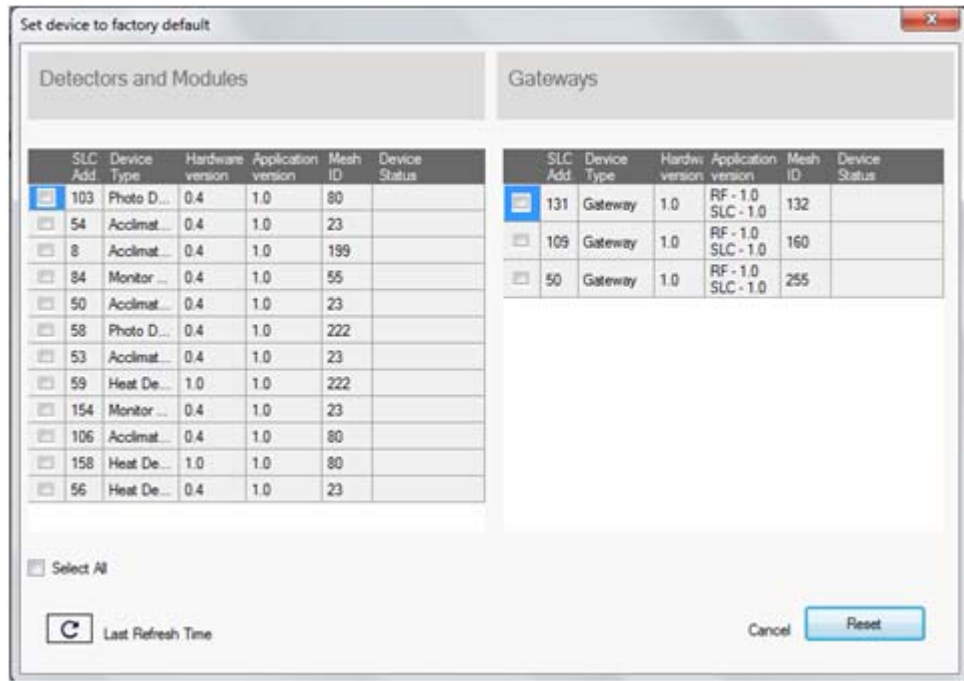 Set device to factory default
Detectors and Modules
Gateways
SLC Add. Device Type Hardware version Application version Mesh ID Device Status
103 Photo D... 0.4 1.0 80
54 Acclimat... 0.4 1.0 23
8 Acclimat... 0.4 1.0 199
84 Monitor ... 0.4 1.0 55
50 Acclimat... 0.4 1.0 23
58 Photo D... 0.4 1.0 222
53 Acclimat... 0.4 1.0 23
59 Heat De... 1.0 1.0 222
154 Monitor ... 0.4 1.0 23
106 Acclimat... 0.4 1.0 80
158 Heat De... 1.0 1.0 80
56 Heat De... 0.4 1.0 23
SLC Add. Device Type Hardwa version Application version Mesh ID Device Status
131 Gateway 1.0 RF - 1.0 SLC - 1.0 132
109 Gateway 1.0 RF - 1.0 SLC - 1.0 160
50 Gateway 1.0 RF - 1.0 SLC - 1.0 255
Select All
Last Refresh Time
Cancel
Reset